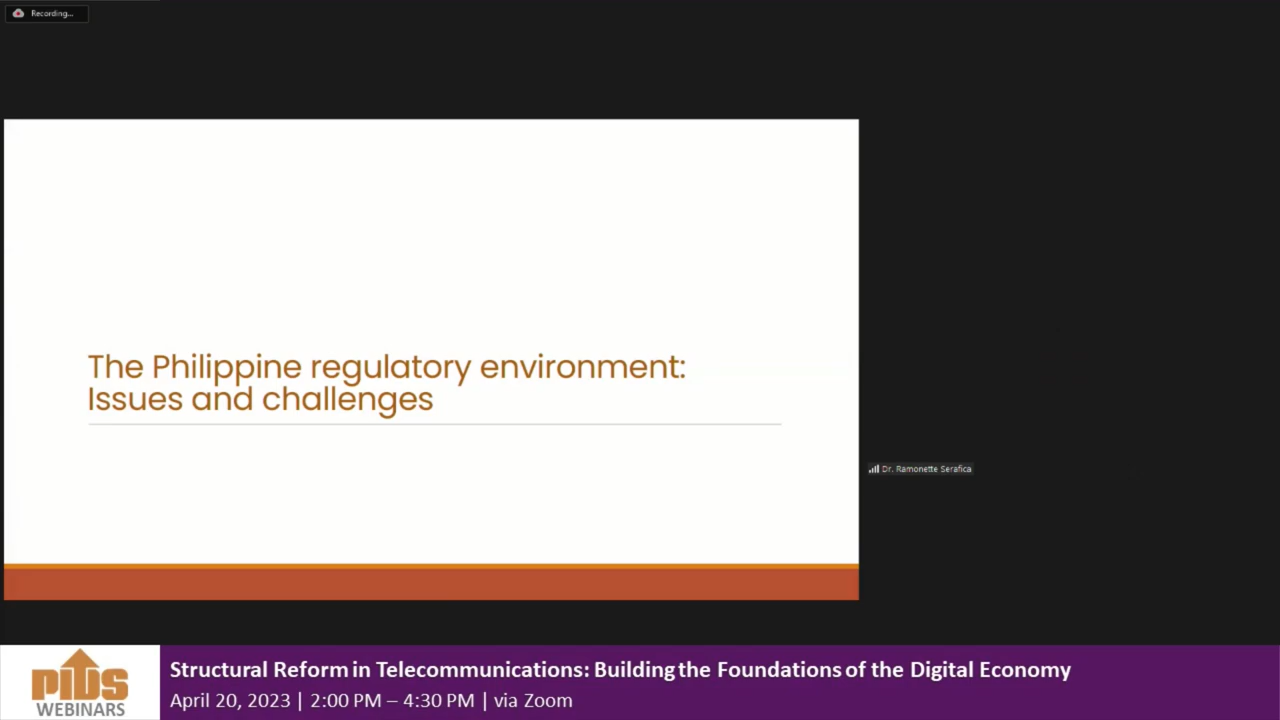 Recording...
The Philippine regulatory environment:
Issues and challenges
Dr. Ramonette Serafica
pids
WEBINARS
Structural Reform in Telecommunications: Building the Foundations of the Digital Economy
April 20, 2023 | 2:00 PM – 4:30 PM | via Zoom